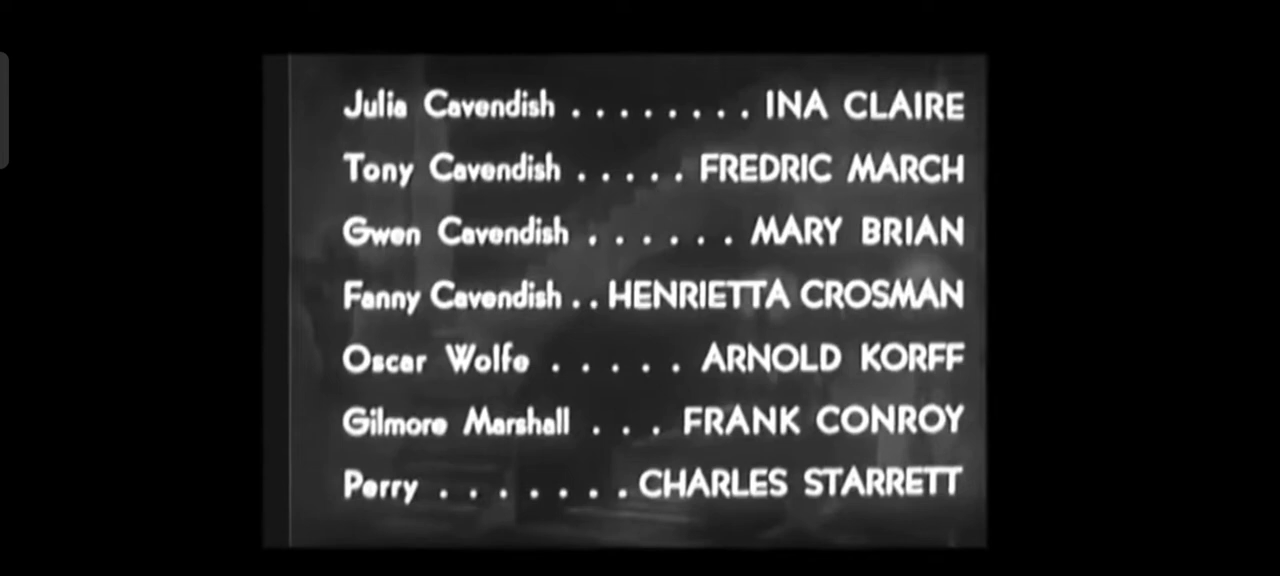 Julia Cavendish . . . . . . . . INA CLAIRE
Tony Cavendish . . . . . FREDRIC MARCH
Gwen Cavendish . . . . . . MARY BRIAN
Fanny Cavendish . . HENRIETTA CROSMAN
Oscar Wolfe . . . . . ARNOLD KORFF
Gilmore Marshall . . . FRANK CONROY
Perry . . . . . . . CHARLES STARRETT